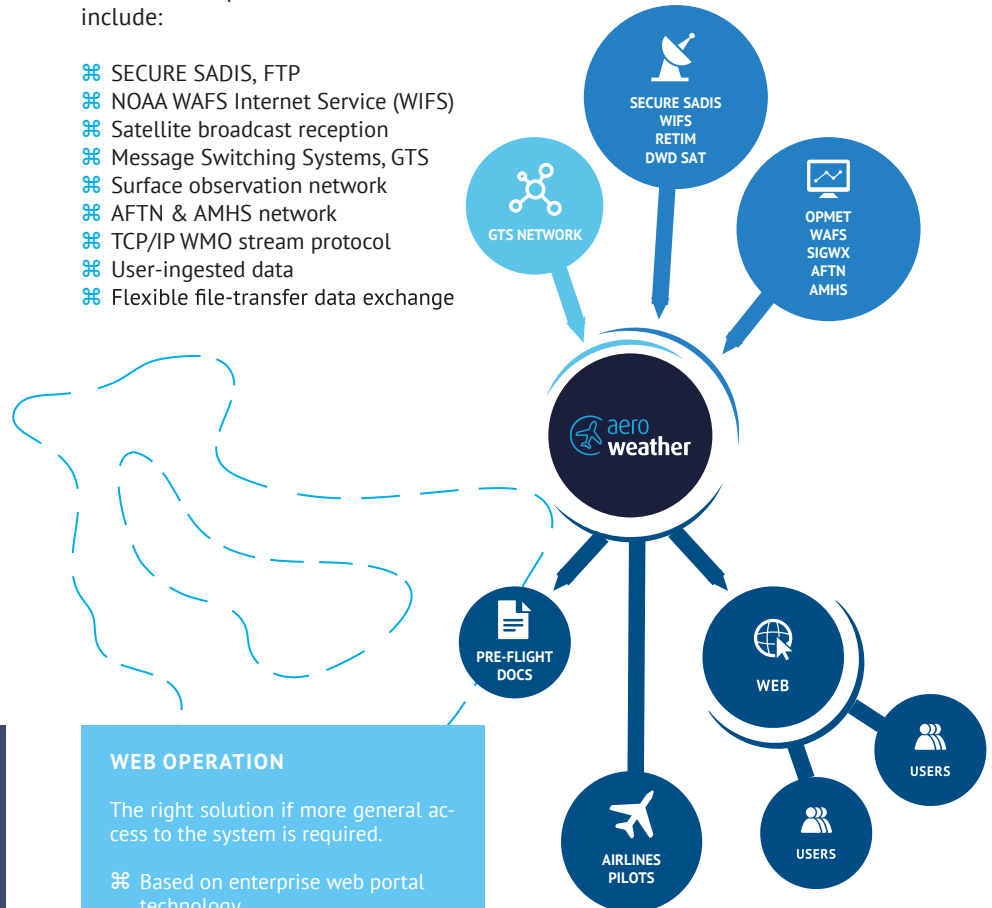 include:
⌘ SECURE SADIS, FTP
⌘ NOAA WAFS Internet Service (WIFS)
⌘ Satellite broadcast reception
⌘ Message Switching Systems, GTS
⌘ Surface observation network
⌘ AFTN & AMHS network
⌘ TCP/IP WMO stream protocol
⌘ User-ingested data
⌘ Flexible file-transfer data exchange
SECURE SADIS
WIFS
RETIM
DWD SAT
GTS NETWORK
OPMET
WAFS
SIGWX
AFTN
AMHS
aero
weather
PRE-FLIGHT
DOCS
WEB
USERS
USERS
AIRLINES
PILOTS
WEB OPERATION
The right solution if more general ac-
cess to the system is required.
⌘ Based on enterprise web portal
technology